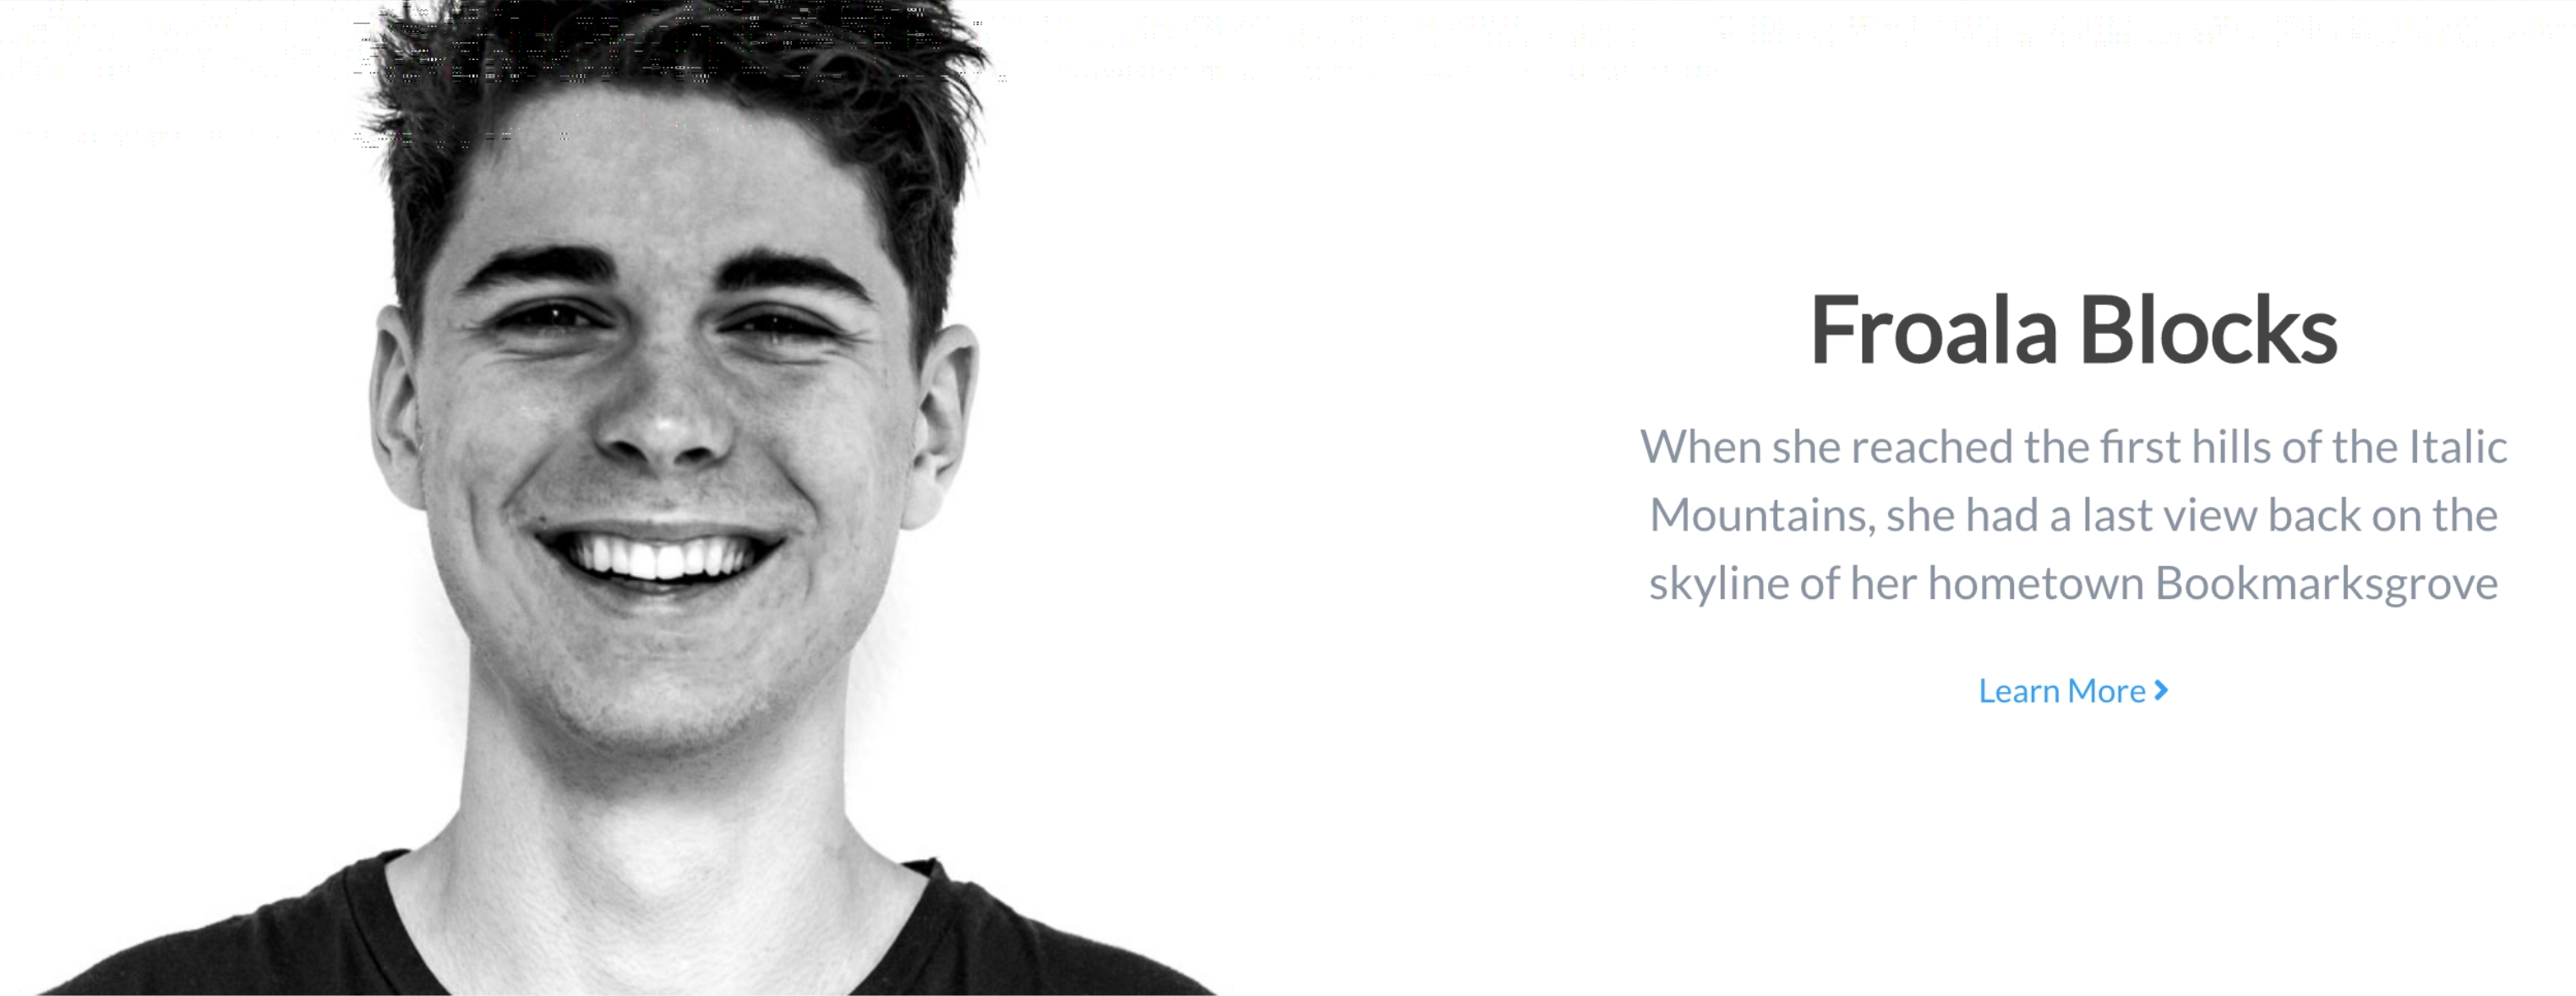 Froala Blocks
When she reached the first hills of the Italic
Mountains, she had a last view back on the
skyline of her hometown Bookmarksgrove
Learn More